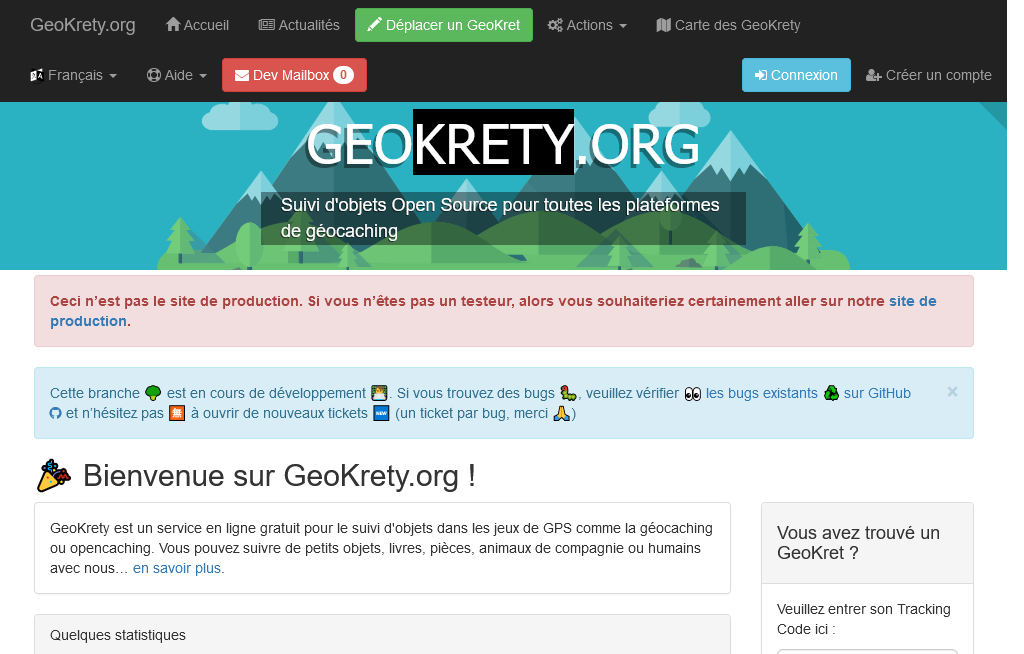 GeoKrety.org Accueil Actualités Déplacer un GeoKret Actions Carte des GeoKrety
Français Aide Dev Mailbox 0 Connexion Créer un compte
GEOKRETY.ORG
Suivi d'objets Open Source pour toutes les plateformes
de géocaching
Ceci n’est pas le site de production. Si vous n’êtes pas un testeur, alors vous souhaiteriez certainement aller sur notre site de
production.
Cette branche 🌳 est en cours de développement. Si vous trouvez des bugs 🐛, veuillez vérifier 👀 les bugs existants sur GitHub
et n’hésitez pas 🈚 à ouvrir de nouveaux tickets 🆕 (un ticket par bug, merci 🙏)
×
🎉 Bienvenue sur GeoKrety.org !
GeoKrety est un service en ligne gratuit pour le suivi d'objets dans les jeux de GPS comme la géocaching
ou opencaching. Vous pouvez suivre de petits objets, livres, pièces, animaux de compagnie ou humains
avec nous… en savoir plus.
Quelques statistiques
Vous avez trouvé un
GeoKret ?
Veuillez entrer son Tracking
Code ici :